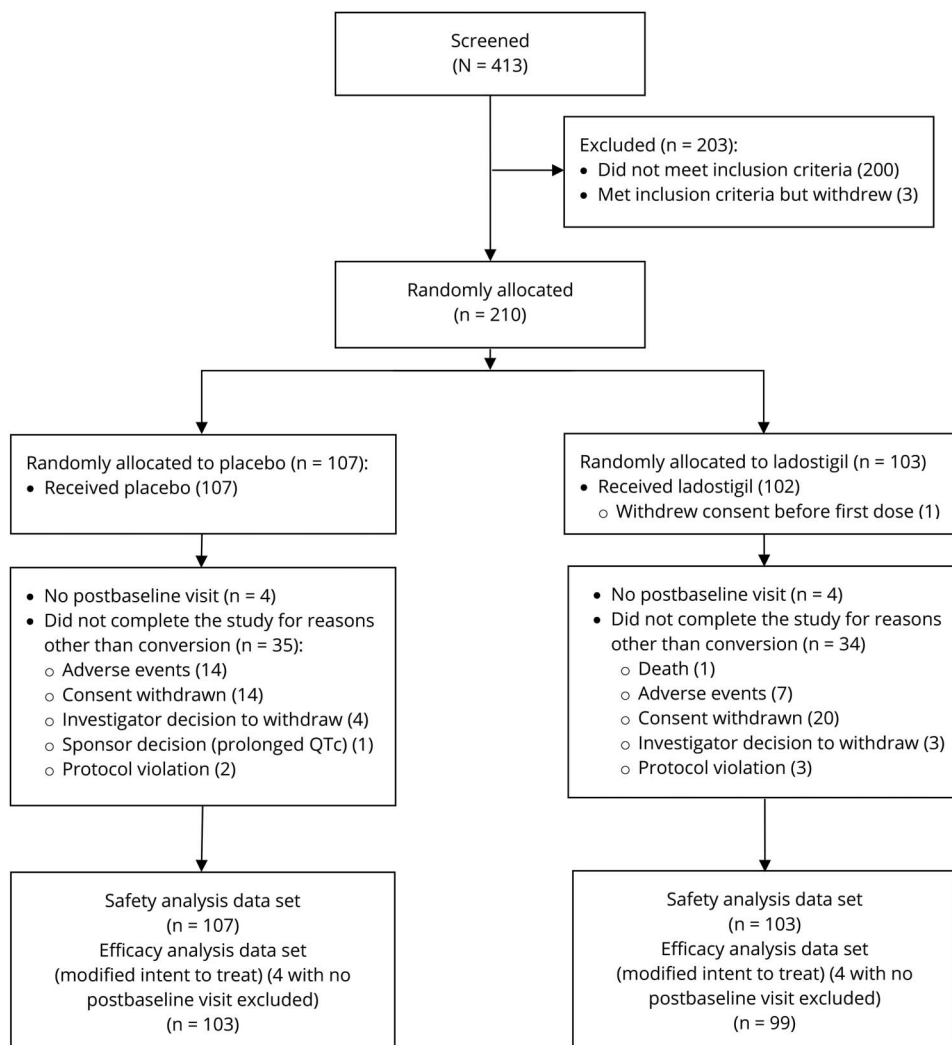 Screened
(N = 413)
Excluded (n = 203):
• Did not meet inclusion criteria (200)
• Met inclusion criteria but withdrew (3)
Randomly allocated
(n = 210)
Randomly allocated to placebo (n = 107):
• Received placebo (107)
Randomly allocated to ladostigil (n = 103)
• Received ladostigil (102)
○ Withdrew consent before first dose (1)
• No postbaseline visit (n = 4)
• Did not complete the study for reasons
other than conversion (n = 35):
○ Adverse events (14)
○ Consent withdrawn (14)
○ Investigator decision to withdraw (4)
○ Sponsor decision (prolonged QTc) (1)
○ Protocol violation (2)
• No postbaseline visit (n = 4)
• Did not complete the study for reasons
other than conversion (n = 34)
○ Death (1)
○ Adverse events (7)
○ Consent withdrawn (20)
○ Investigator decision to withdraw (3)
○ Protocol violation (3)
Safety analysis data set
(n = 107)
Efficacy analysis data set
(modified intent to treat) (4 with no
postbaseline visit excluded)
(n = 103)
Safety analysis data set
(n = 103)
Efficacy analysis data set
(modified intent to treat) (4 with no
postbaseline visit excluded)
(n = 99)